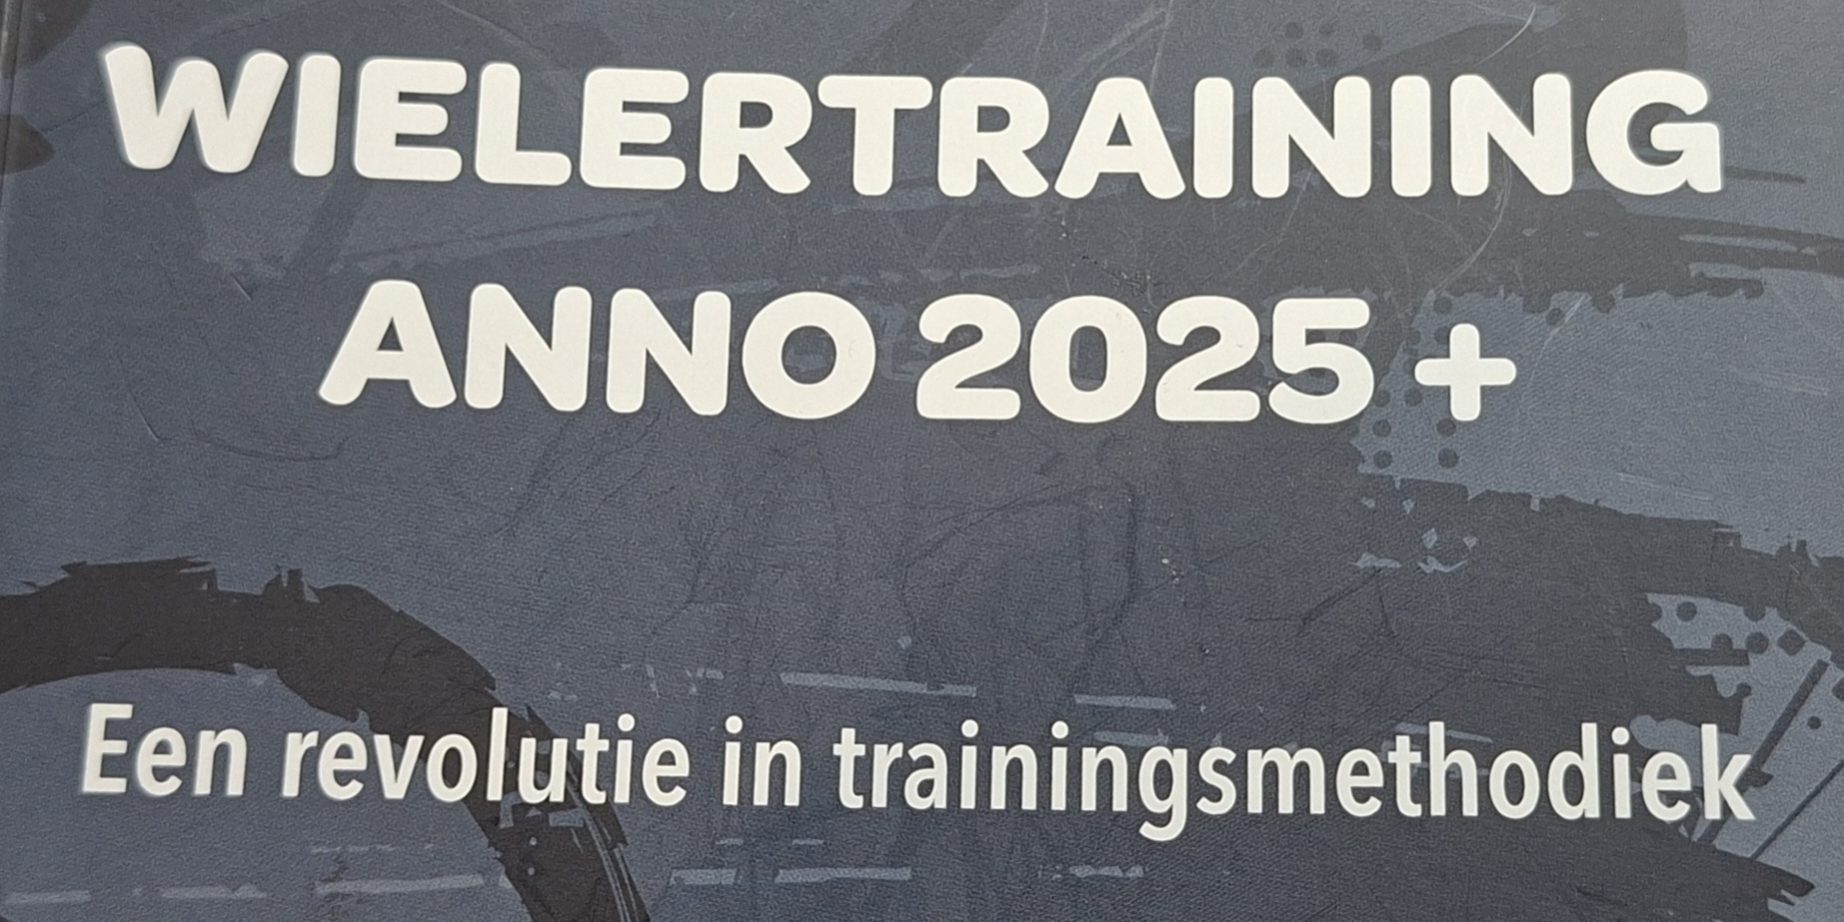 WIELERTRAINING
ANNO 2025 +
Een revolutie in trainingsmethodiek